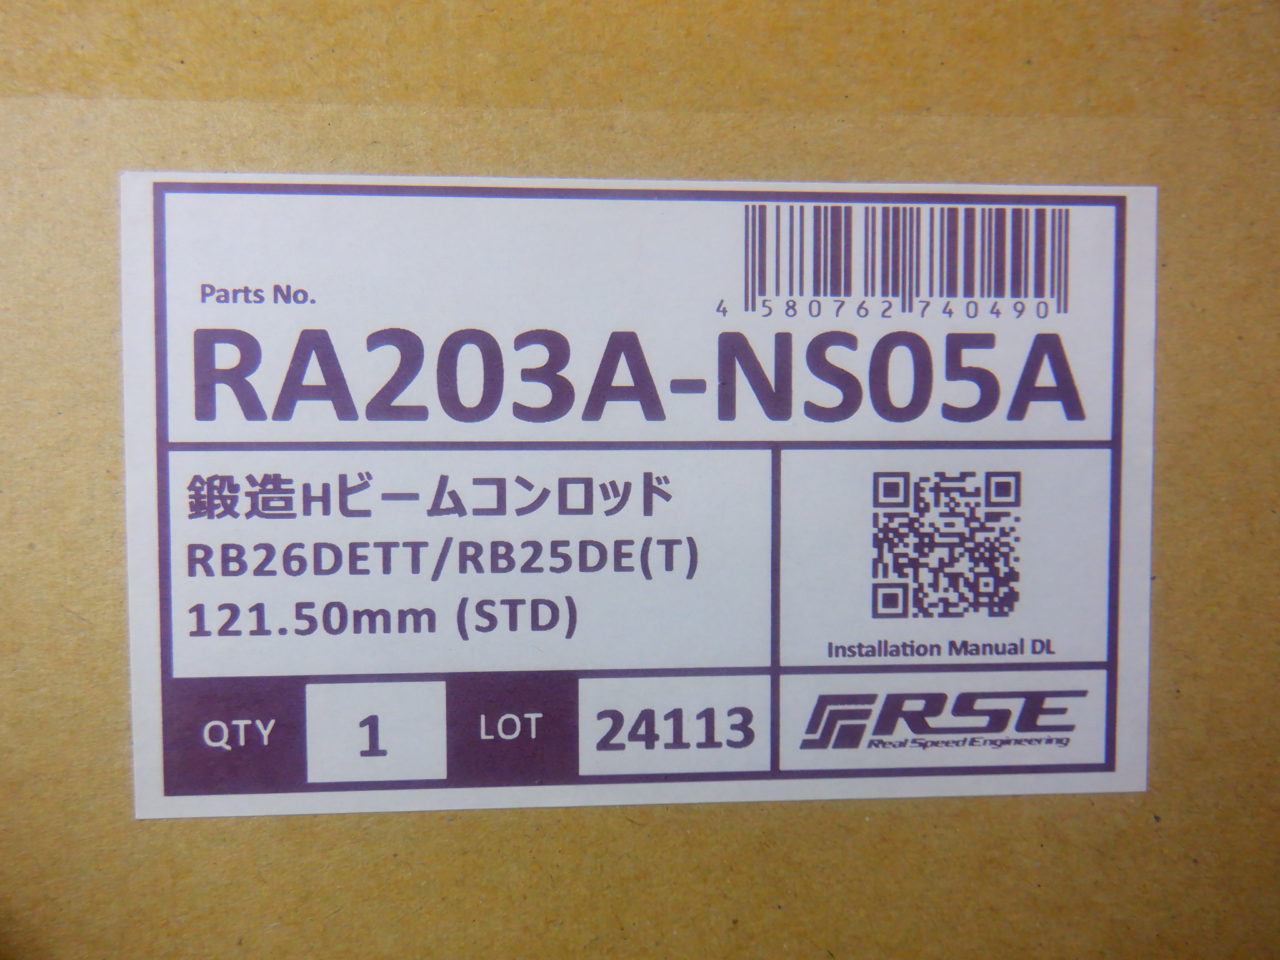 4 580762 740490
Parts No.
RA203A-NS05A
鍛造Hビームコンロッド
RB26DETT/RB25DE(T)
121.50mm (STD)
Installation Manual DL
QTY 1 LOT 24113
RSE
Real Speed Engineering